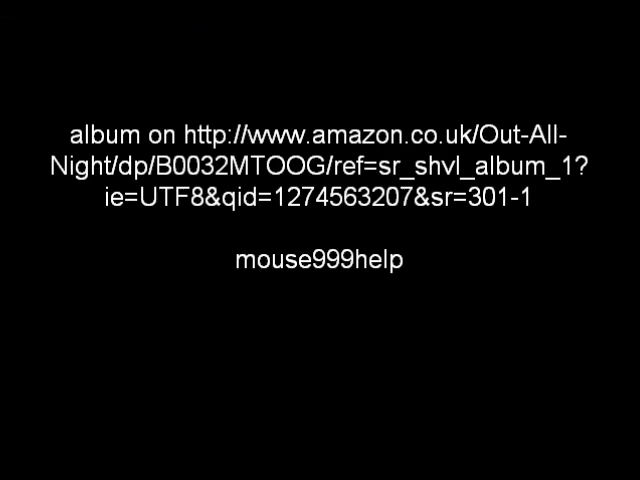 album on http://www.amazon.co.uk/Out-All-
Night/dp/B0032MTOOG/ref=sr_shvl_album_1?
ie=UTF8&qid=1274563207&sr=301-1
mouse999help